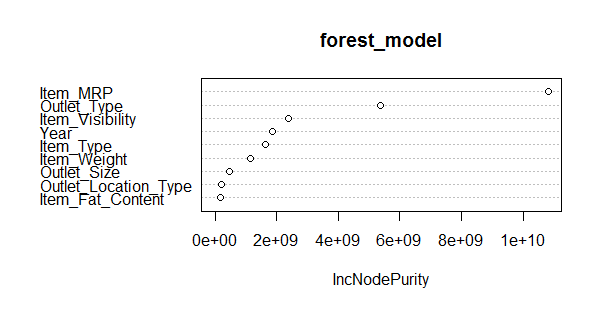 forest_model
Item_MRP
Outlet_Type
Item_Visibility
Year
Item_Type
Item_Weight
Outlet_Size
Outlet_Location_Type
Item_Fat_Content
0e+00 2e+09 4e+09 6e+09 8e+09 1e+10
IncNodePurity